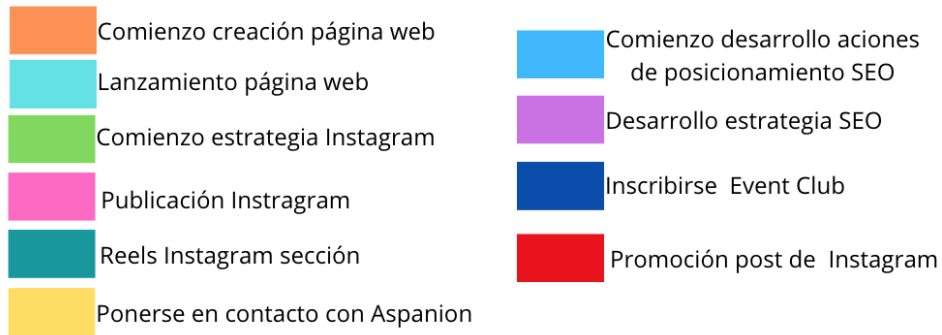 Comienzo creación página web
Lanzamiento página web
Comienzo estrategia Instagram
Publicación Instragram
Reels Instagram sección
Ponerse en contacto con Aspanion
Comienzo desarrollo aciones
de posicionamiento SEO
Desarrollo estrategia SEO
Inscribirse Event Club
Promoción post de Instagram